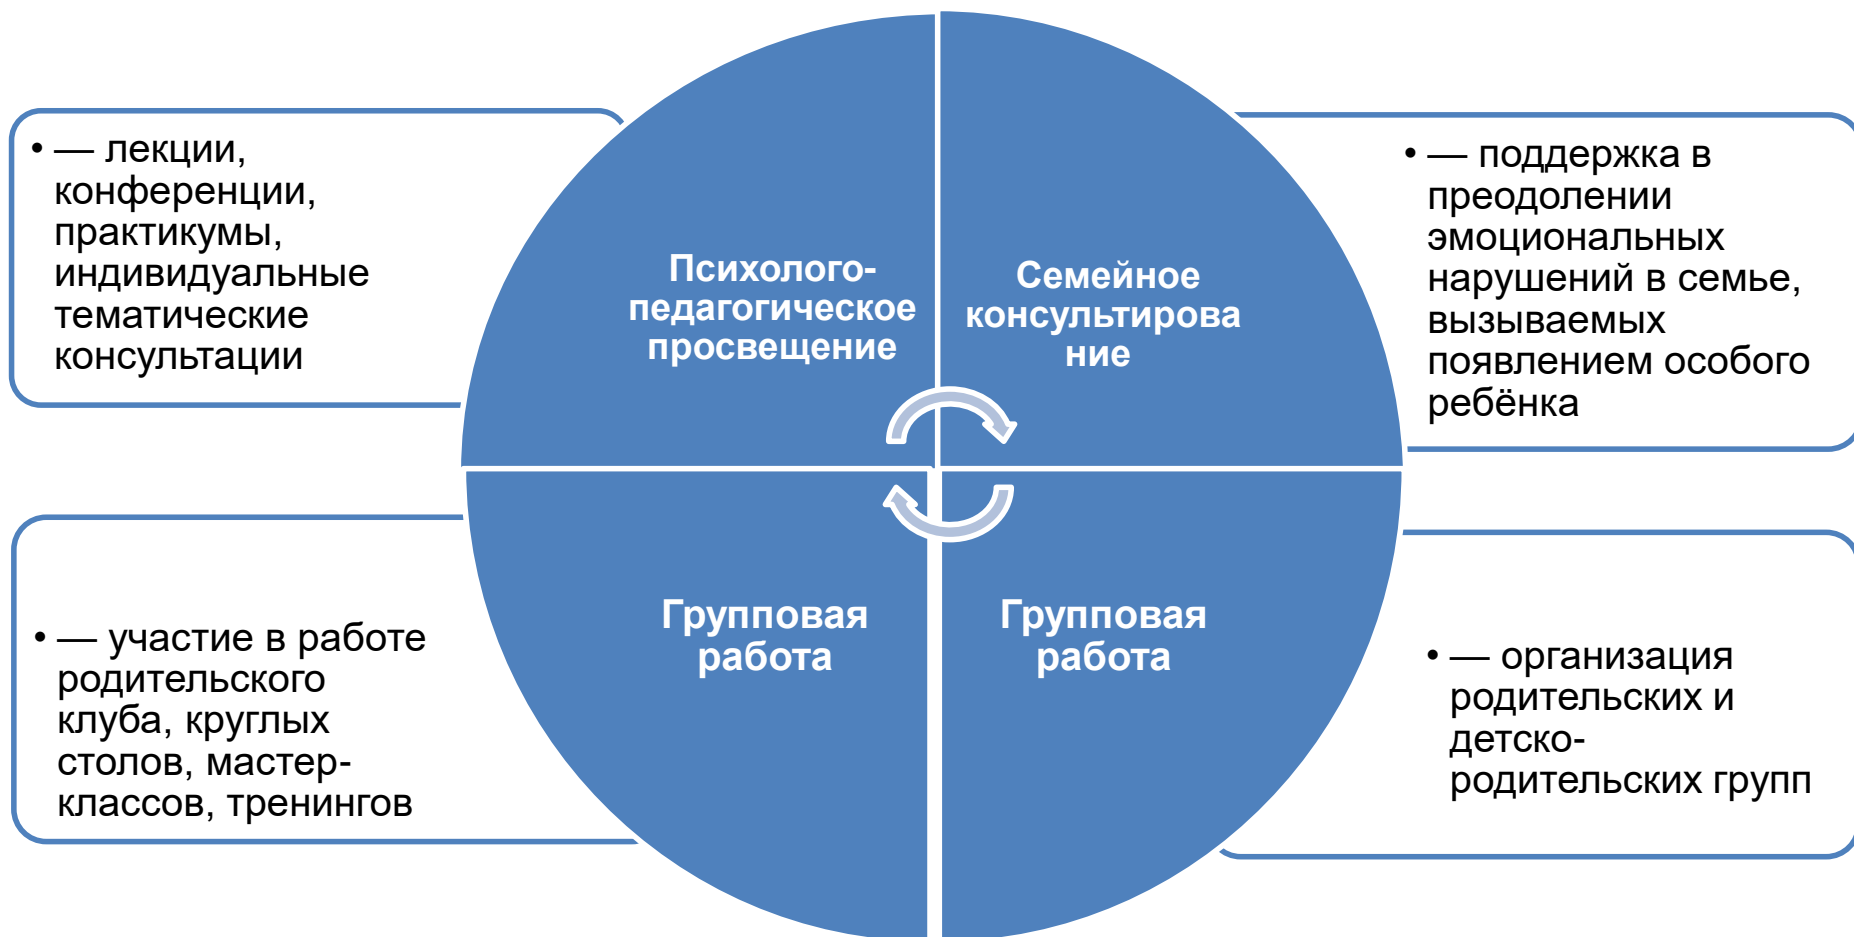 • — лекции,
конференции,
практикумы,
индивидуальные
тематические
консультации
Психолого-
педагогическое
просвещение
Семейное
консультирова
ние
• — поддержка в
преодолении
эмоциональных
нарушений в семье,
вызываемых
появлением особого
ребёнка
• — участие в работе
родительского
клуба, круглых
столов, мастер-
классов, тренингов
Групповая
работа
Групповая
работа
• — организация
родительских и
детско-
родительских групп